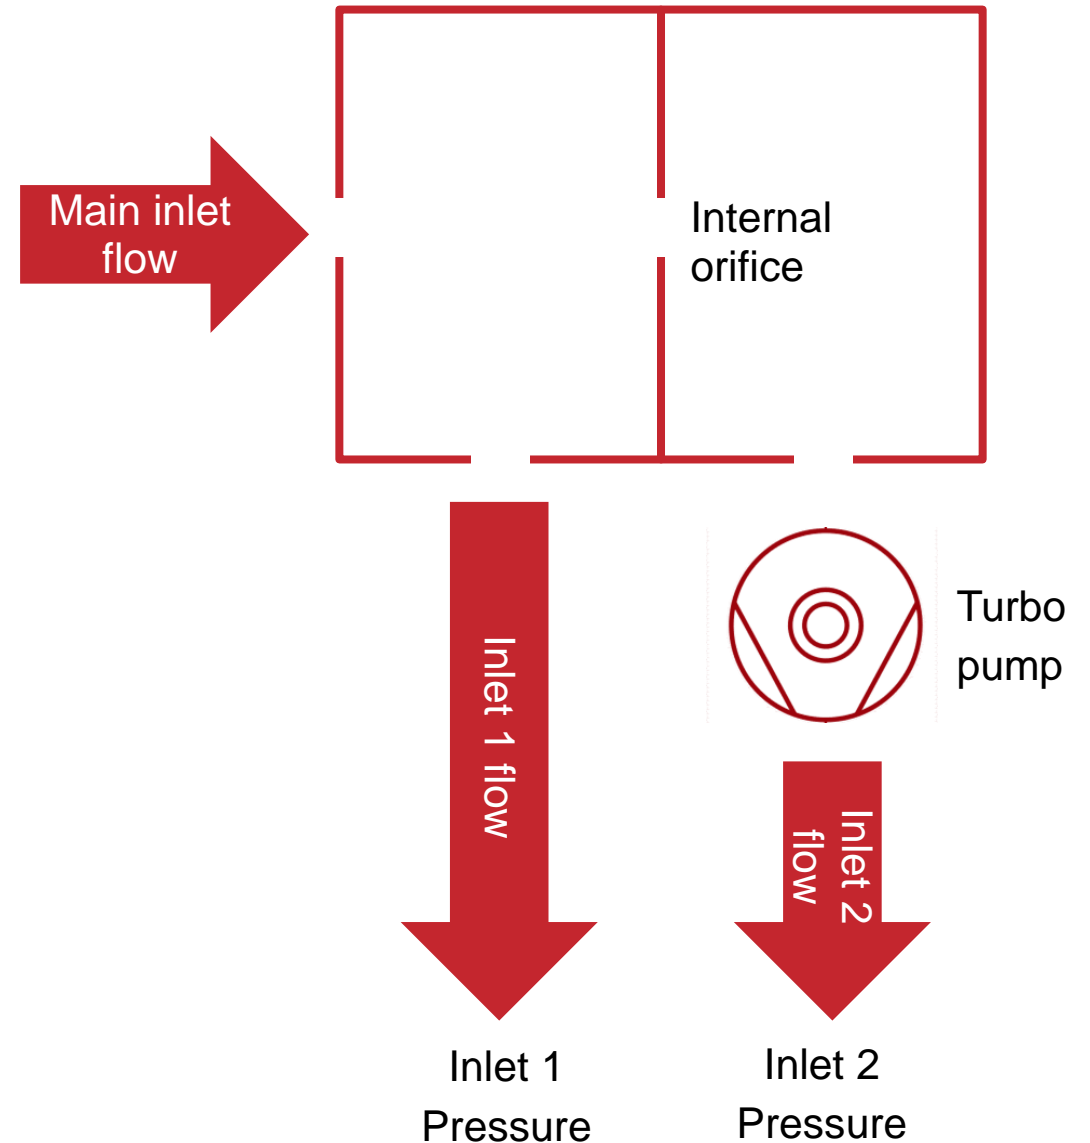 Main inlet
flow
Internal
orifice
Turbo
pump
Inlet 1 flow
Inlet 2
flow
Inlet 1
Pressure
Inlet 2
Pressure